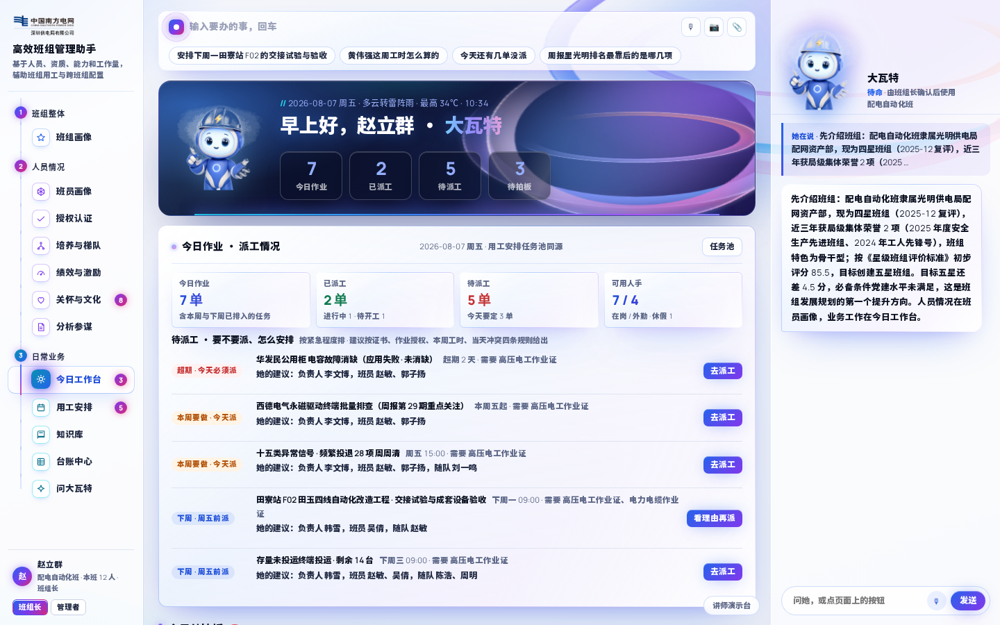 中国南方电网
CHINA SOUTHERN POWER GRID
深圳供电局有限公司
高效班组管理助手
基于人员、资质、能力和工作量，
辅助班组用工与跨班组配置
1 班组整体
班组画像
2 人员情况
班员画像
授权认证
培养与梯队
绩效与激励
关怀与文化 8
分析参谋
3 日常业务
今日工作台 3
用工安排 5
知识库
台账中心
问大瓦特
赵 赵立群
配电自动化班 · 本班 12 人 ·
班组长
班组长 管理者
输入要办的事，回车
安排下周一田寮站 F02 的交接试验与验收 黄伟强这周工时怎么算的 今天还有几单没派 周报里光明排名最靠后的是哪几项
// 2026-08-07 周五 · 多云转雷阵雨 · 最高 34℃ · 10:34
早上好，赵立群 · 大瓦特
7 2 5 3
今日作业 已派工 待派工 待拍板
今日作业 · 派工情况 2026-08-07 周五 · 用工安排任务池同源 任务池
今日作业 已派工 待派工 可用人手
7 单 2 单 5 单 7 / 4
含本周与下周已排入的任务 进行中 1 · 待开工 1 今天要定 3 单 在岗 / 外勤 · 休假 1
待派工 · 要不要派、怎么安排 按紧急程度排 · 建议按证书、作业授权、本周工时、当天冲突四条规则给出
华发民公用柜电容故障消缺（应用失败 · 未消缺） 超期 2 天 · 需要 高压电工作业证
超期 · 今天必须派 去派工
她的建议：负责人 李文博，班员 赵敏、郭子扬
西德电气永磁驱动终端批量排查（周报第 29 期重点关注） 本周五起 · 需要 高压电工作业证
本周要做 · 今天派 去派工
她的建议：负责人 李文博，班员 赵敏、郭子扬
十五类异常信号 · 频繁投退 28 项周周清 周五 15:00 · 需要 高压电工作业证
本周要做 · 今天派 去派工
她的建议：负责人 李文博，班员 赵敏、郭子扬，随队 刘一鸣
田寮站 F02 田玉四线自动化改造工程 · 交接试验与成套设备验收 下周一 09:00 · 需要 高压电工作业证、电力电缆作业
证
下周 · 周五前派 看理由再派
她的建议：负责人 韩雪，班员 吴倩，随队 赵敏
存量未投运终端投运 · 剩余 14 台 下周三 09:00 · 需要 高压电工作业证
下周 · 周五前派 去派工
她的建议：负责人 韩雪，班员 赵敏、吴倩，随队 陈浩、周明
讲师演示台
大瓦特
待命 · 由班组长确认后使用
配电自动化班
她在说 · 先介绍班组：配电自动化班隶属光明供电局
配网资产部，现为四星班组（2025-12 复评），近三
年获局级集体荣誉 2 项（2025 …
先介绍班组：配电自动化班隶属光明供电局配
网资产部，现为四星班组（2025-12 复评），
近三年获局级集体荣誉 2 项（2025 年度安全
生产先进班组、2024 年工人先锋号），班组
特色为骨干型；按《星级班组评价标准》初步
评分 85.5，目标创建五星班组。目标五星还
差 4.5 分，必备条件党建水平未满足，这是班
组发展规划的第一个提升方向。人员情况在班
员画像，业务工作在今日工作台。
问她，或点页面上的按钮 发送